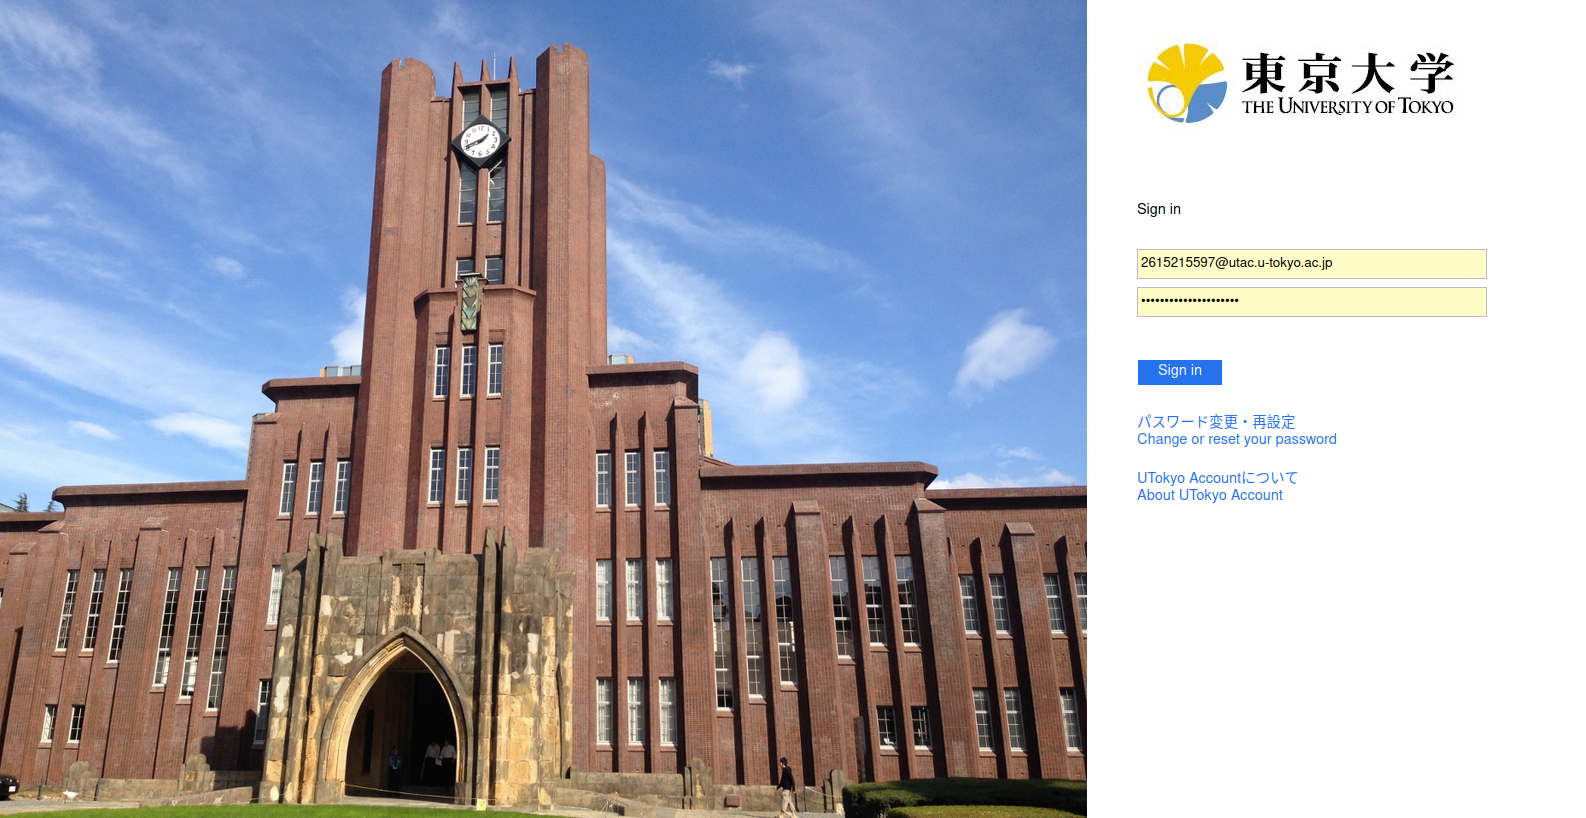 東京大学
THE UNIVERSITY OF TOKYO
Sign in
2615215597@utac.u-tokyo.ac.jp
•••••••••••••••••••••
Sign in
パスワード変更・再設定
Change or reset your password
UTokyo Accountについて
About UTokyo Account